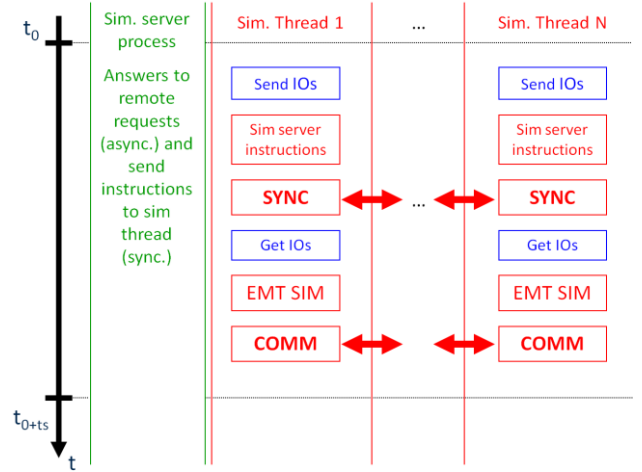 t0
Sim. server
process
Answers to
remote
requests
(async.) and
send
instructions
to sim
thread
(sync.)
Sim. Thread 1
...
Sim. Thread N
Send IOs
Send IOs
Sim server
instructions
Sim server
instructions
SYNC
...
SYNC
Get IOs
Get IOs
EMT SIM
EMT SIM
COMM
COMM
t0+ts
t